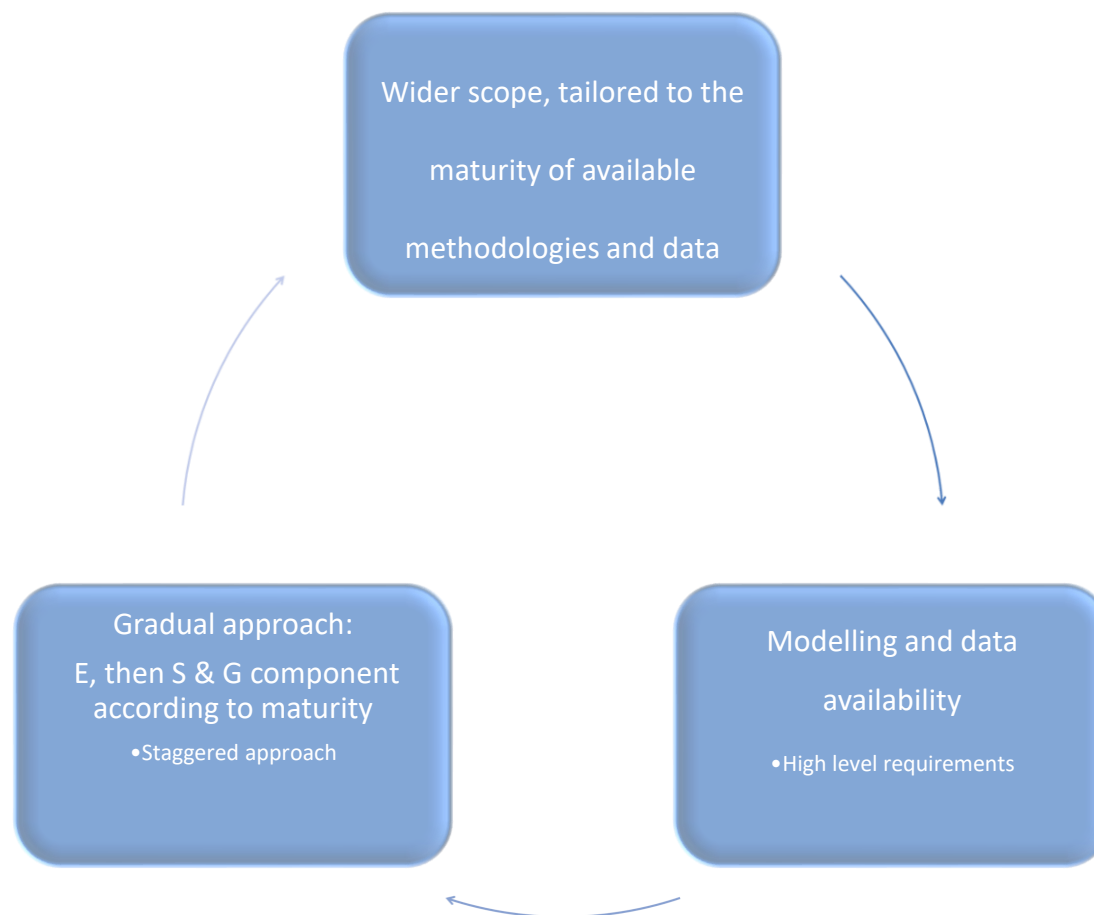 Wider scope, tailored to the
maturity of available
methodologies and data
Gradual approach:
E, then S & G component
according to maturity
•Staggered approach
Modelling and data
availability
•High level requirements